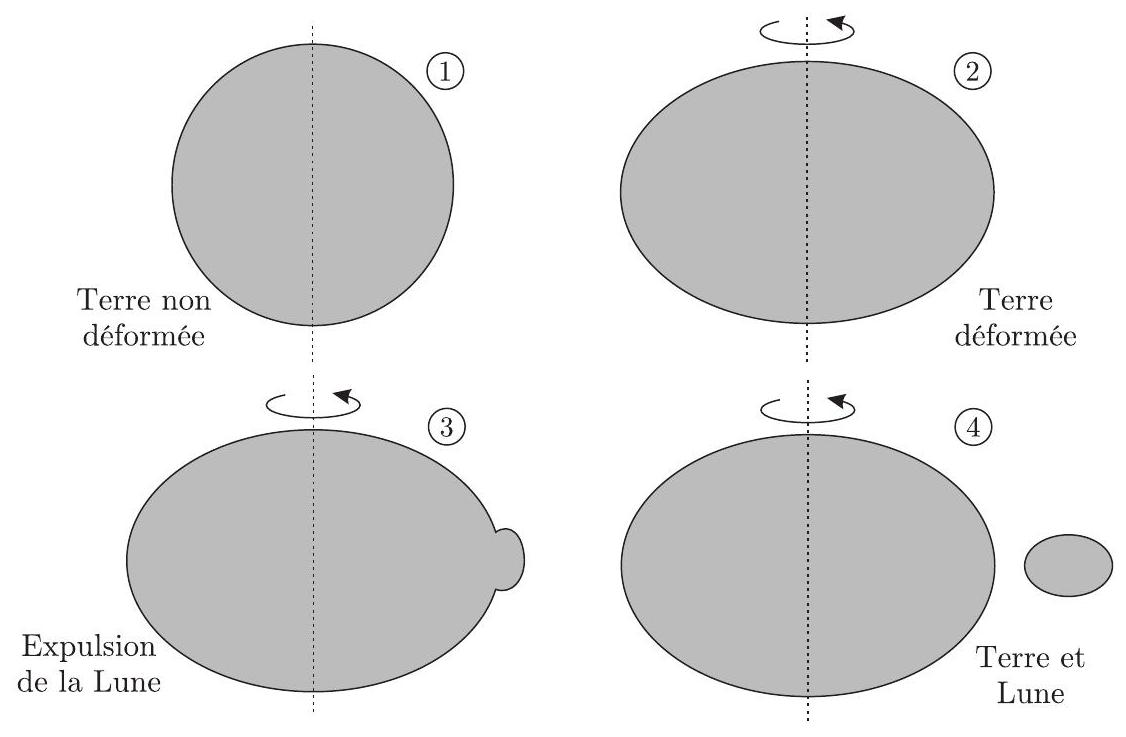 ①
Terre non
déformée
②
Terre
déformée
③
Expulsion
de la Lune
④
Terre et
Lune